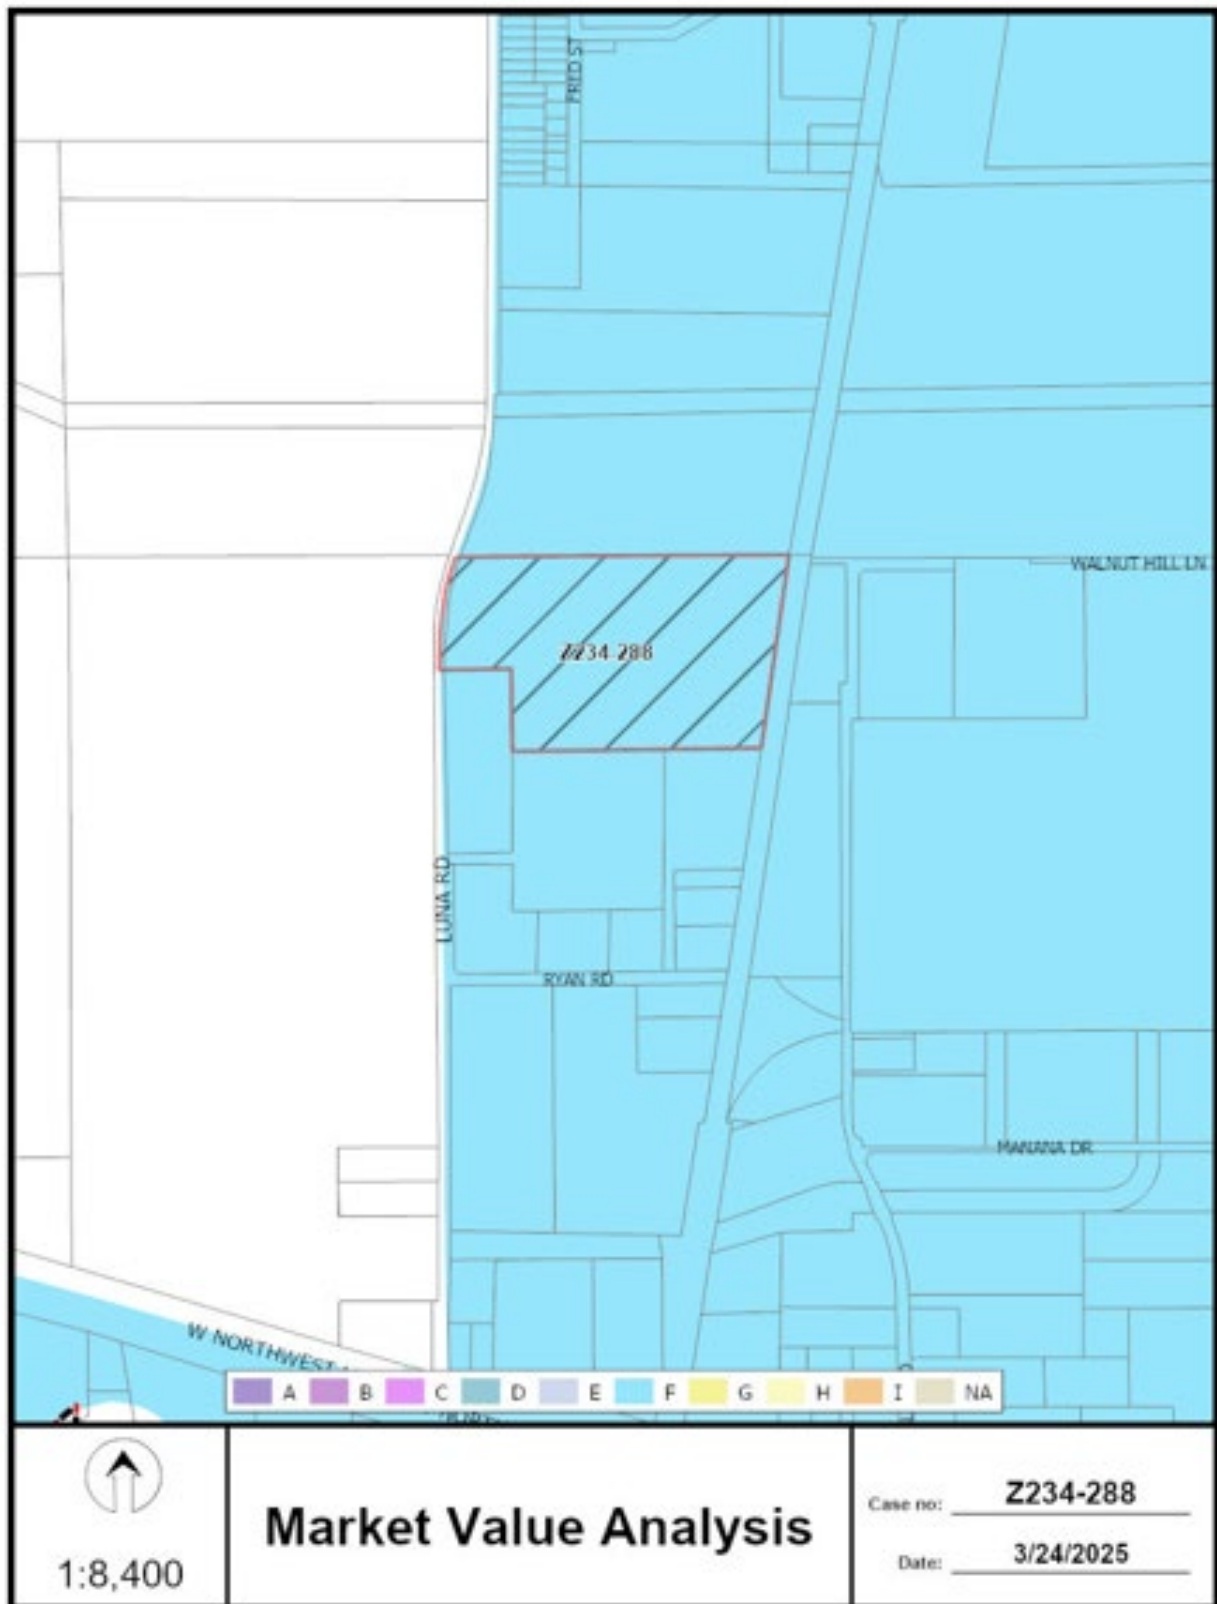 FRED ST
WALNUT HILL LN
Z234-288
LUNA RD
RYAN RD
MANANA DR
W NORTHWEST
A B C D E F G H I NA
1:8,400
Market Value Analysis
Case no: Z234-288
Date: 3/24/2025